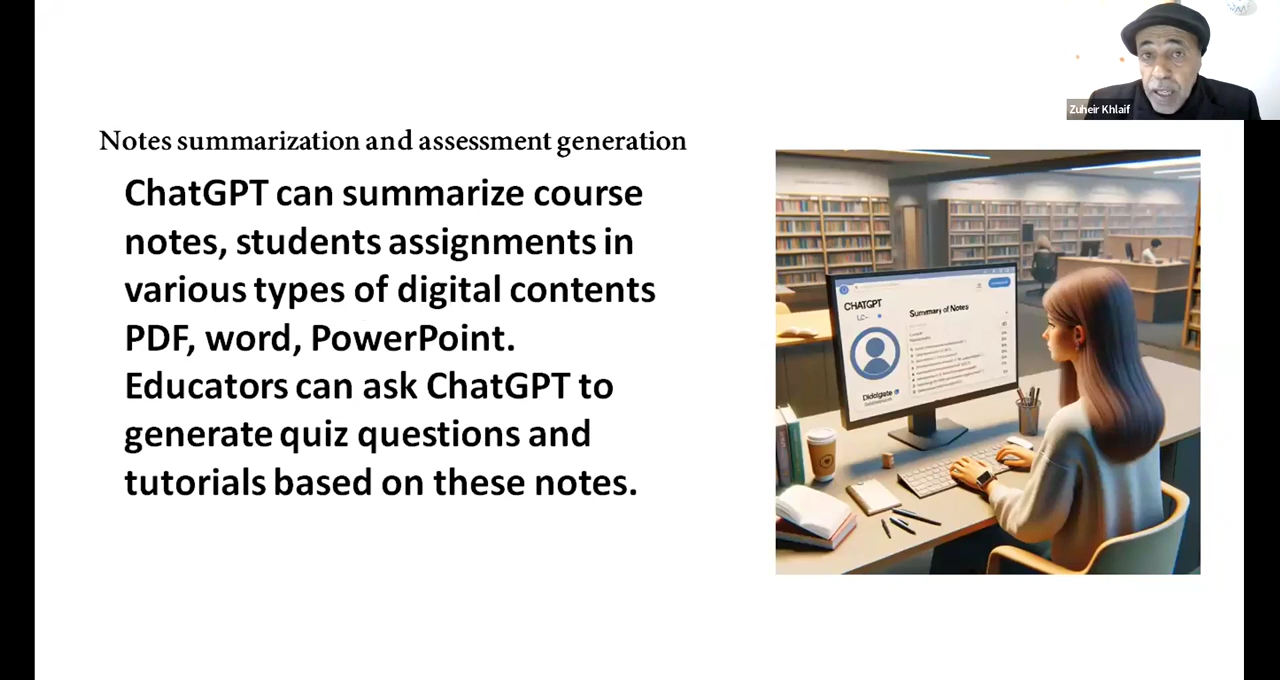 Zuheir Khlaif
Notes summarization and assessment generation
ChatGPT can summarize course
notes, students assignments in
various types of digital contents
PDF, word, PowerPoint.
Educators can ask ChatGPT to
generate quiz questions and
tutorials based on these notes.
CHATGPT
Summary of Notes